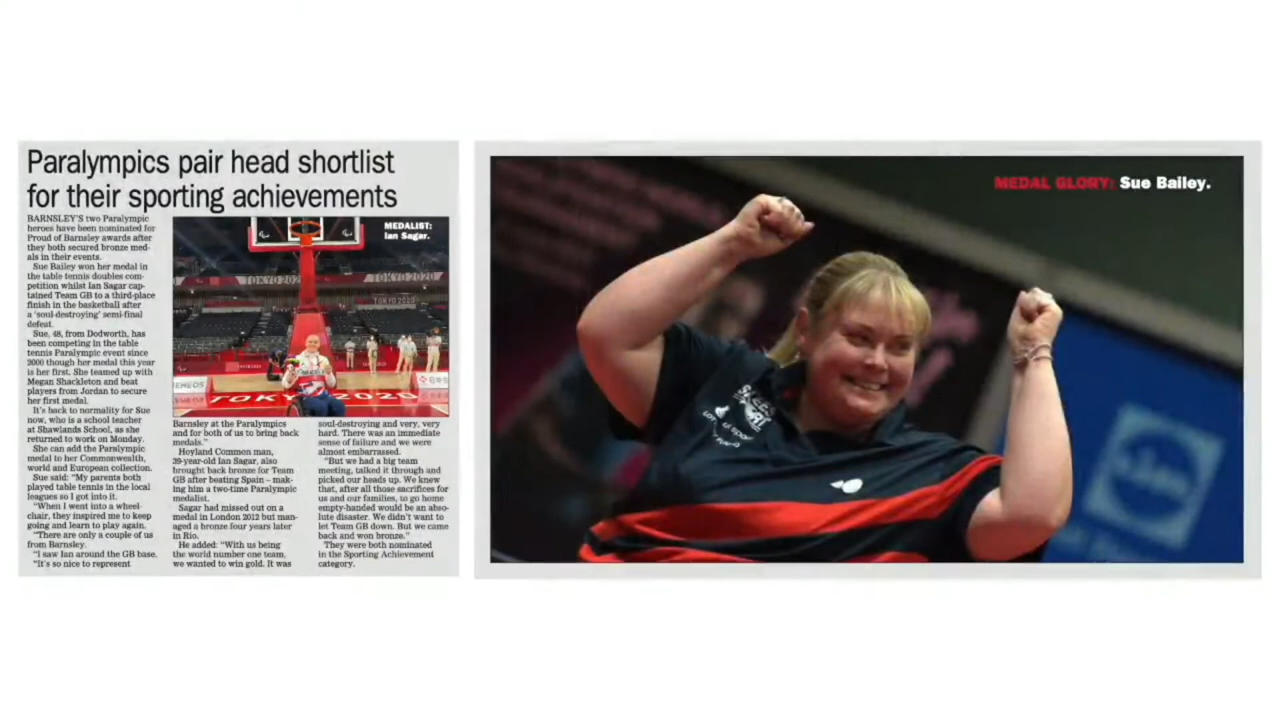 Paralympics pair head shortlist
for their sporting achievements
BARNSLEY'S two Paralympic
heroes have been nominated for
Proud of Barnsley awards after
they both secured bronze med-
als in their events.
Sue Bailey won her medal in
the table tennis doubles com-
petition whilst Ian Sagar cap-
tained Team GB to a third-place
finish in the basketball after
a 'soul-destroying' semi-final
defeat.
Sue, 48, from Dodworth, has
been competing in the table
tennis Paralympic event since
2000 though her medal this year
is her first. She teamed up with
Megan Shackleton and beat
players from Jordan to secure
her first medal.
It's back to normality for Sue
now, who is a school teacher
at Shawlands School, as she
returned to work on Monday.
She can add the Paralympic
medal to her Commonwealth,
world and European collection.
Sue said: "My parents both
played table tennis in the local
leagues so I got into it.
"When I went into a wheel-
chair, they inspired me to keep
going and learn to play again.
"There are only a couple of us
from Barnsley.
"I saw Ian around the GB base.
"It's so nice to represent
MEDALIST:
Ian Sagar.
TOKYO 2020
TOKYO 2020
TOKYO 2020
ENEOS
TOKYO 2020
Barnsley at the Paralympics
and for both of us to bring back
medals."
Hoyland Common man,
39-year-old Ian Sagar, also
brought back bronze for Team
GB after beating Spain – mak-
ing him a two-time Paralympic
medalist.
Sagar had missed out on a
medal in London 2012 but man-
aged a bronze four years later
in Rio.
He added: "With us being
the world number one team,
we wanted to win gold. It was
soul-destroying and very, very
hard. There was an immediate
sense of failure and we were
almost embarrassed.
"But we had a big team
meeting, talked it through and
picked our heads up. We knew
that, after all those sacrifices for
us and our families, to go home
empty-handed would be an abso-
lute disaster. We didn't want to
let Team GB down. But we came
back and won bronze."
They were both nominated
in the Sporting Achievement
category.
MEDAL GLORY: Sue Bailey.